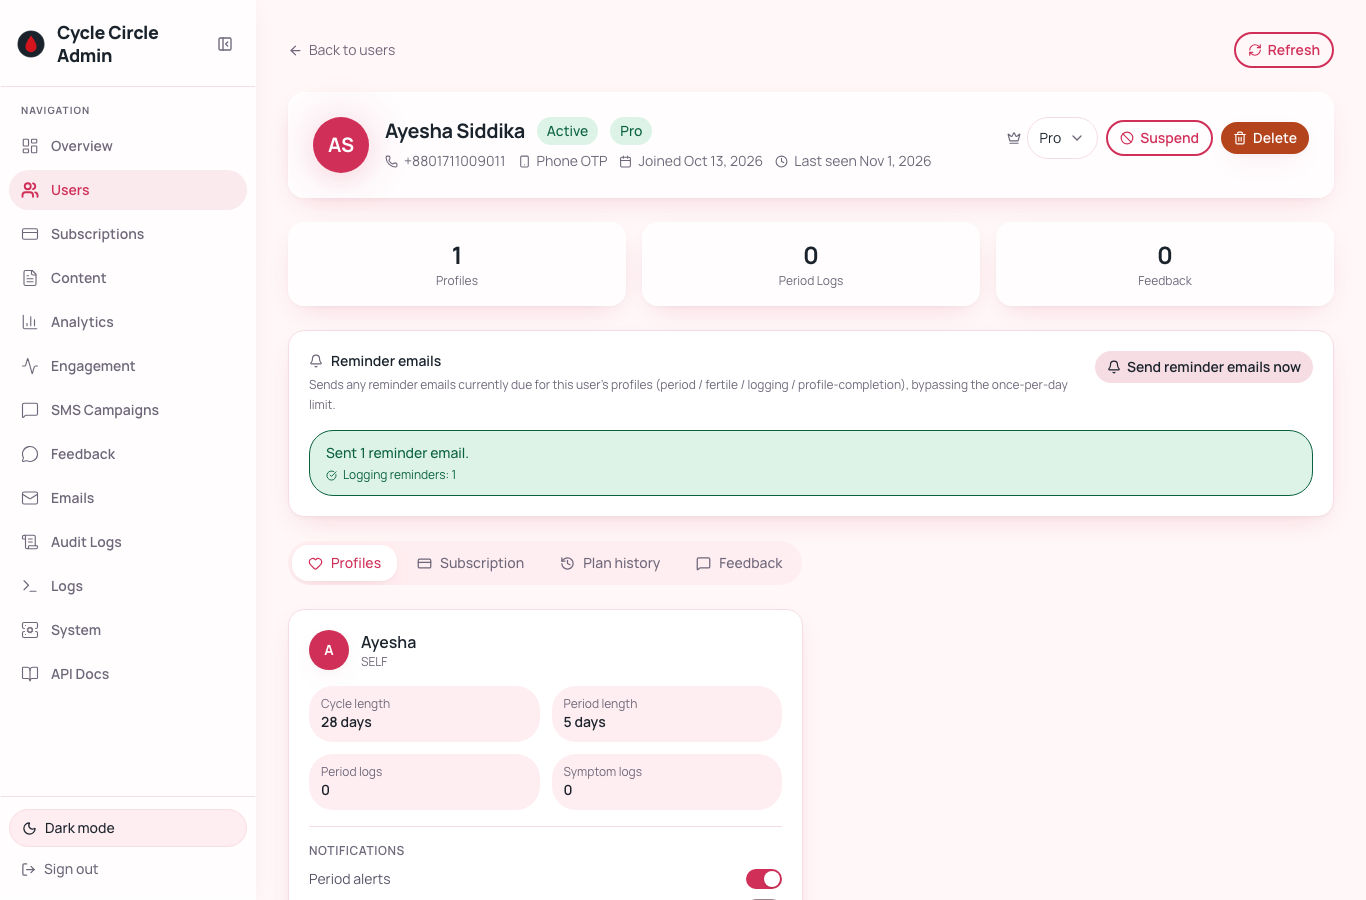 Cycle Circle
Admin
NAVIGATION
Overview
Users
Subscriptions
Content
Analytics
Engagement
SMS Campaigns
Feedback
Emails
Audit Logs
Logs
System
API Docs
Dark mode
Sign out
Back to users
Refresh
AS
Ayesha Siddika
Active
Pro
+8801711009011
Phone OTP
Joined Oct 13, 2026
Last seen Nov 1, 2026
Pro
Suspend
Delete
1
Profiles
0
Period Logs
0
Feedback
Reminder emails
Sends any reminder emails currently due for this user's profiles (period / fertile / logging / profile-completion), bypassing the once-per-day
limit.
Send reminder emails now
Sent 1 reminder email.
Logging reminders: 1
Profiles
Subscription
Plan history
Feedback
A
Ayesha
SELF
Cycle length
28 days
Period length
5 days
Period logs
0
Symptom logs
0
NOTIFICATIONS
Period alerts